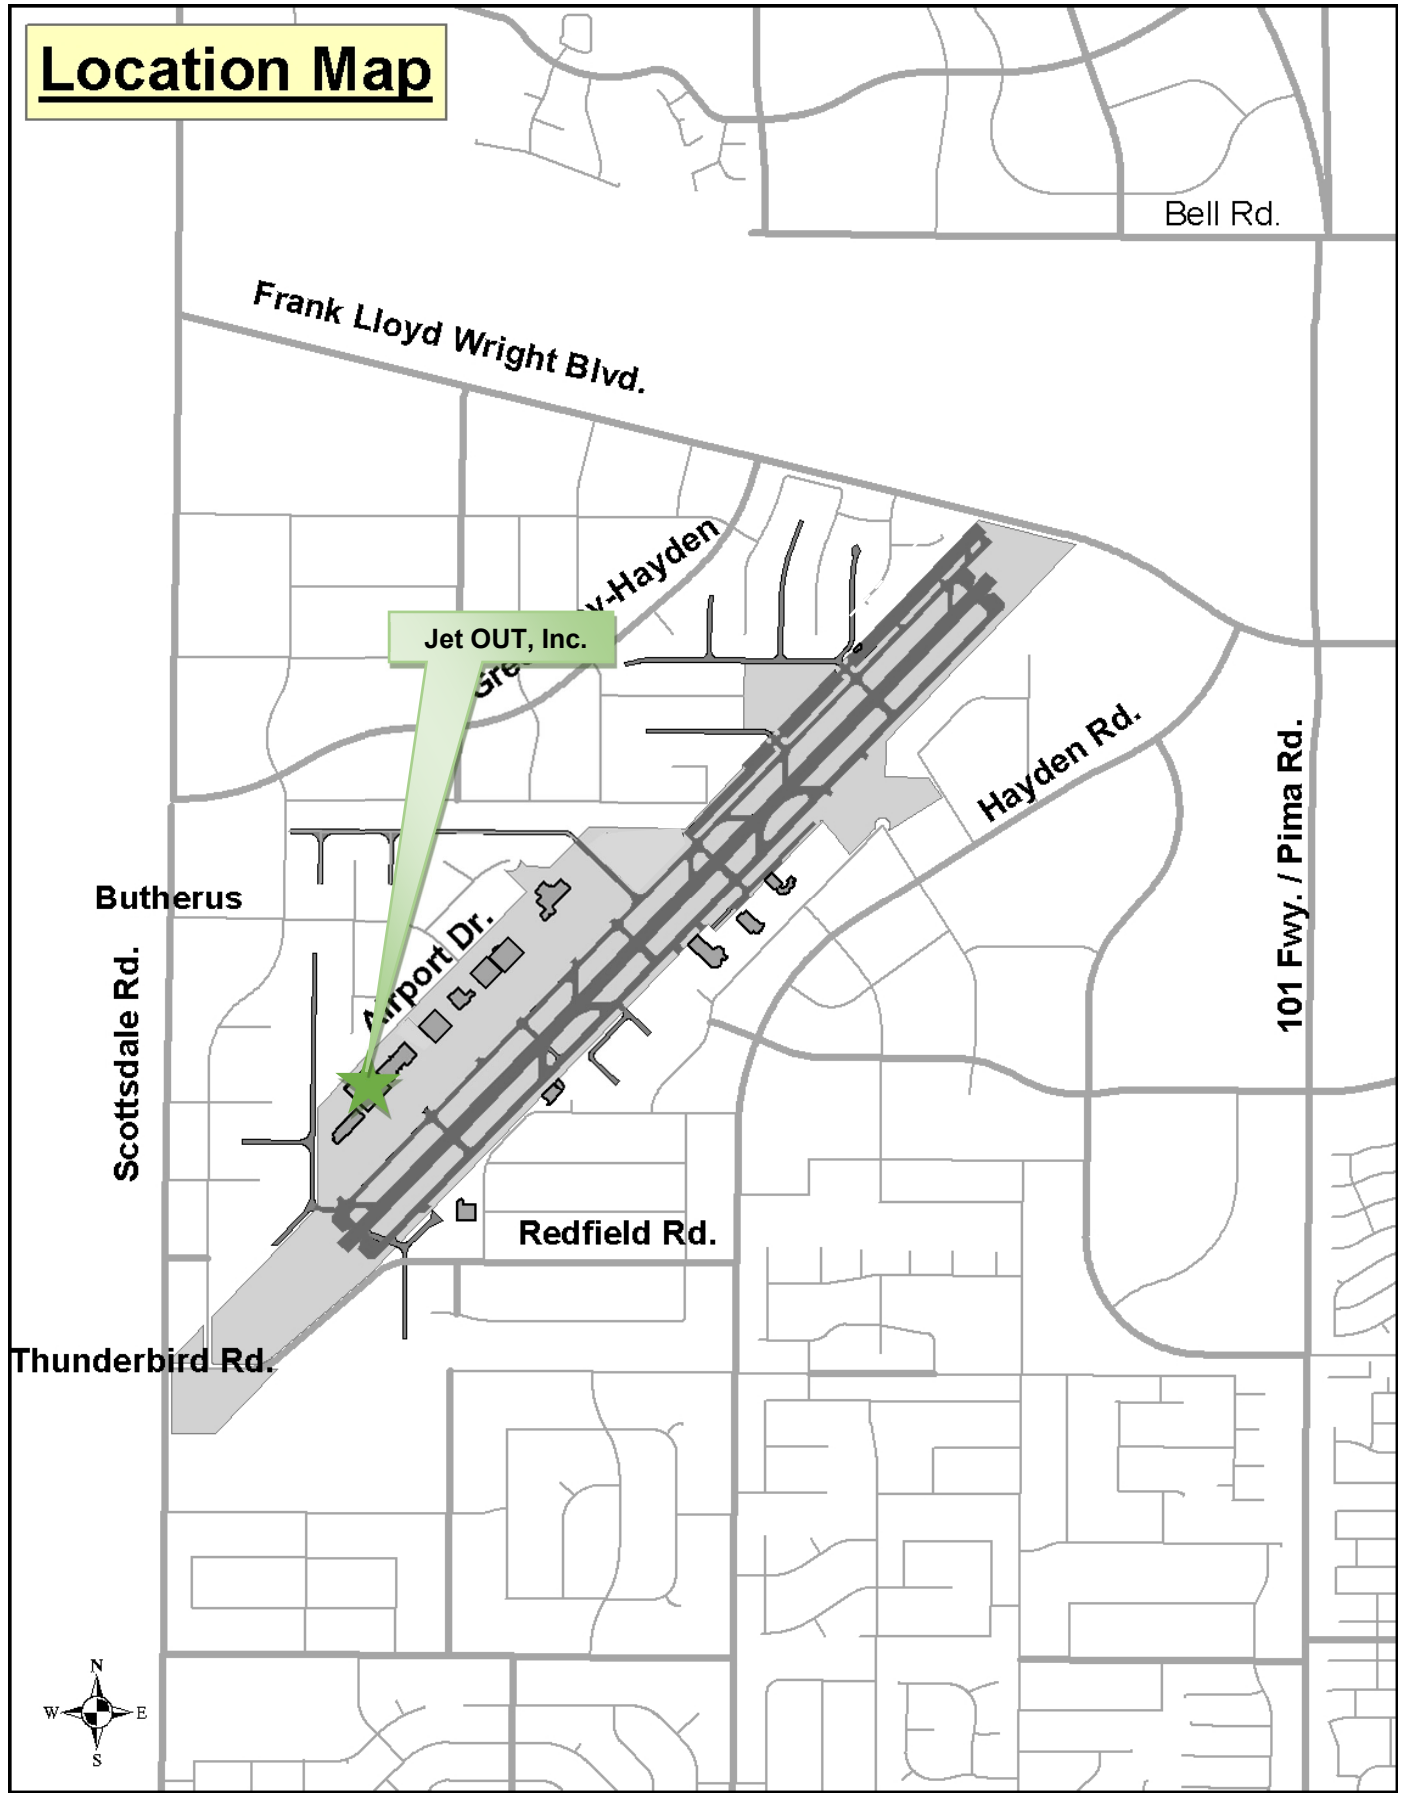 Location Map
Bell Rd.
Frank Lloyd Wright Blvd.
-Hayden
Jet OUT, Inc.
Hayden Rd.
101 Fwy. / Pima Rd.
Butherus
Airport Dr.
Scottsdale Rd.
Redfield Rd.
Thunderbird Rd.
N
W
E
S